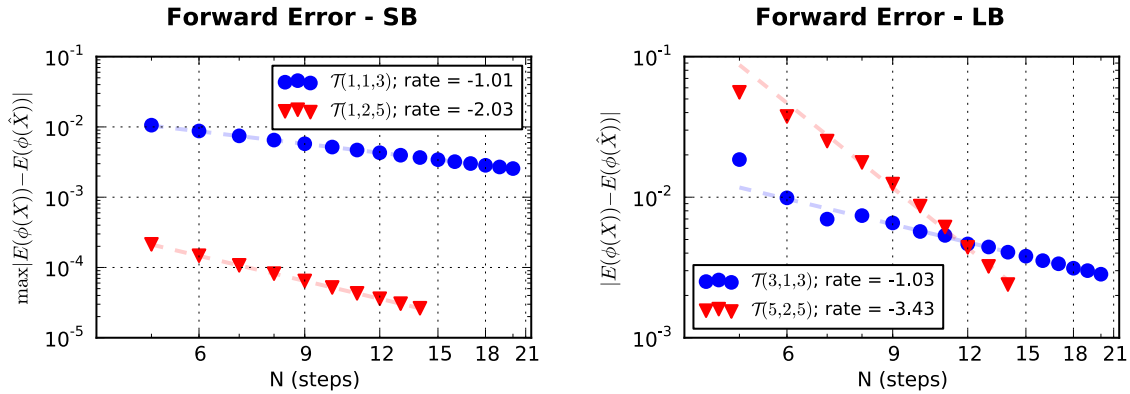 Forward Error - SB
max|E(ϕ(X))−E(ϕ(X̂))|
10⁻¹
10⁻²
10⁻³
10⁻⁴
10⁻⁵
𝒯(1,1,3); rate = -1.01
𝒯(1,2,5); rate = -2.03
6 9 12 15 18 21
N (steps)
Forward Error - LB
|E(ϕ(X))−E(ϕ(X̂))|
10⁻¹
10⁻²
10⁻³
𝒯(3,1,3); rate = -1.03
𝒯(5,2,5); rate = -3.43
6 9 12 15 18 21
N (steps)